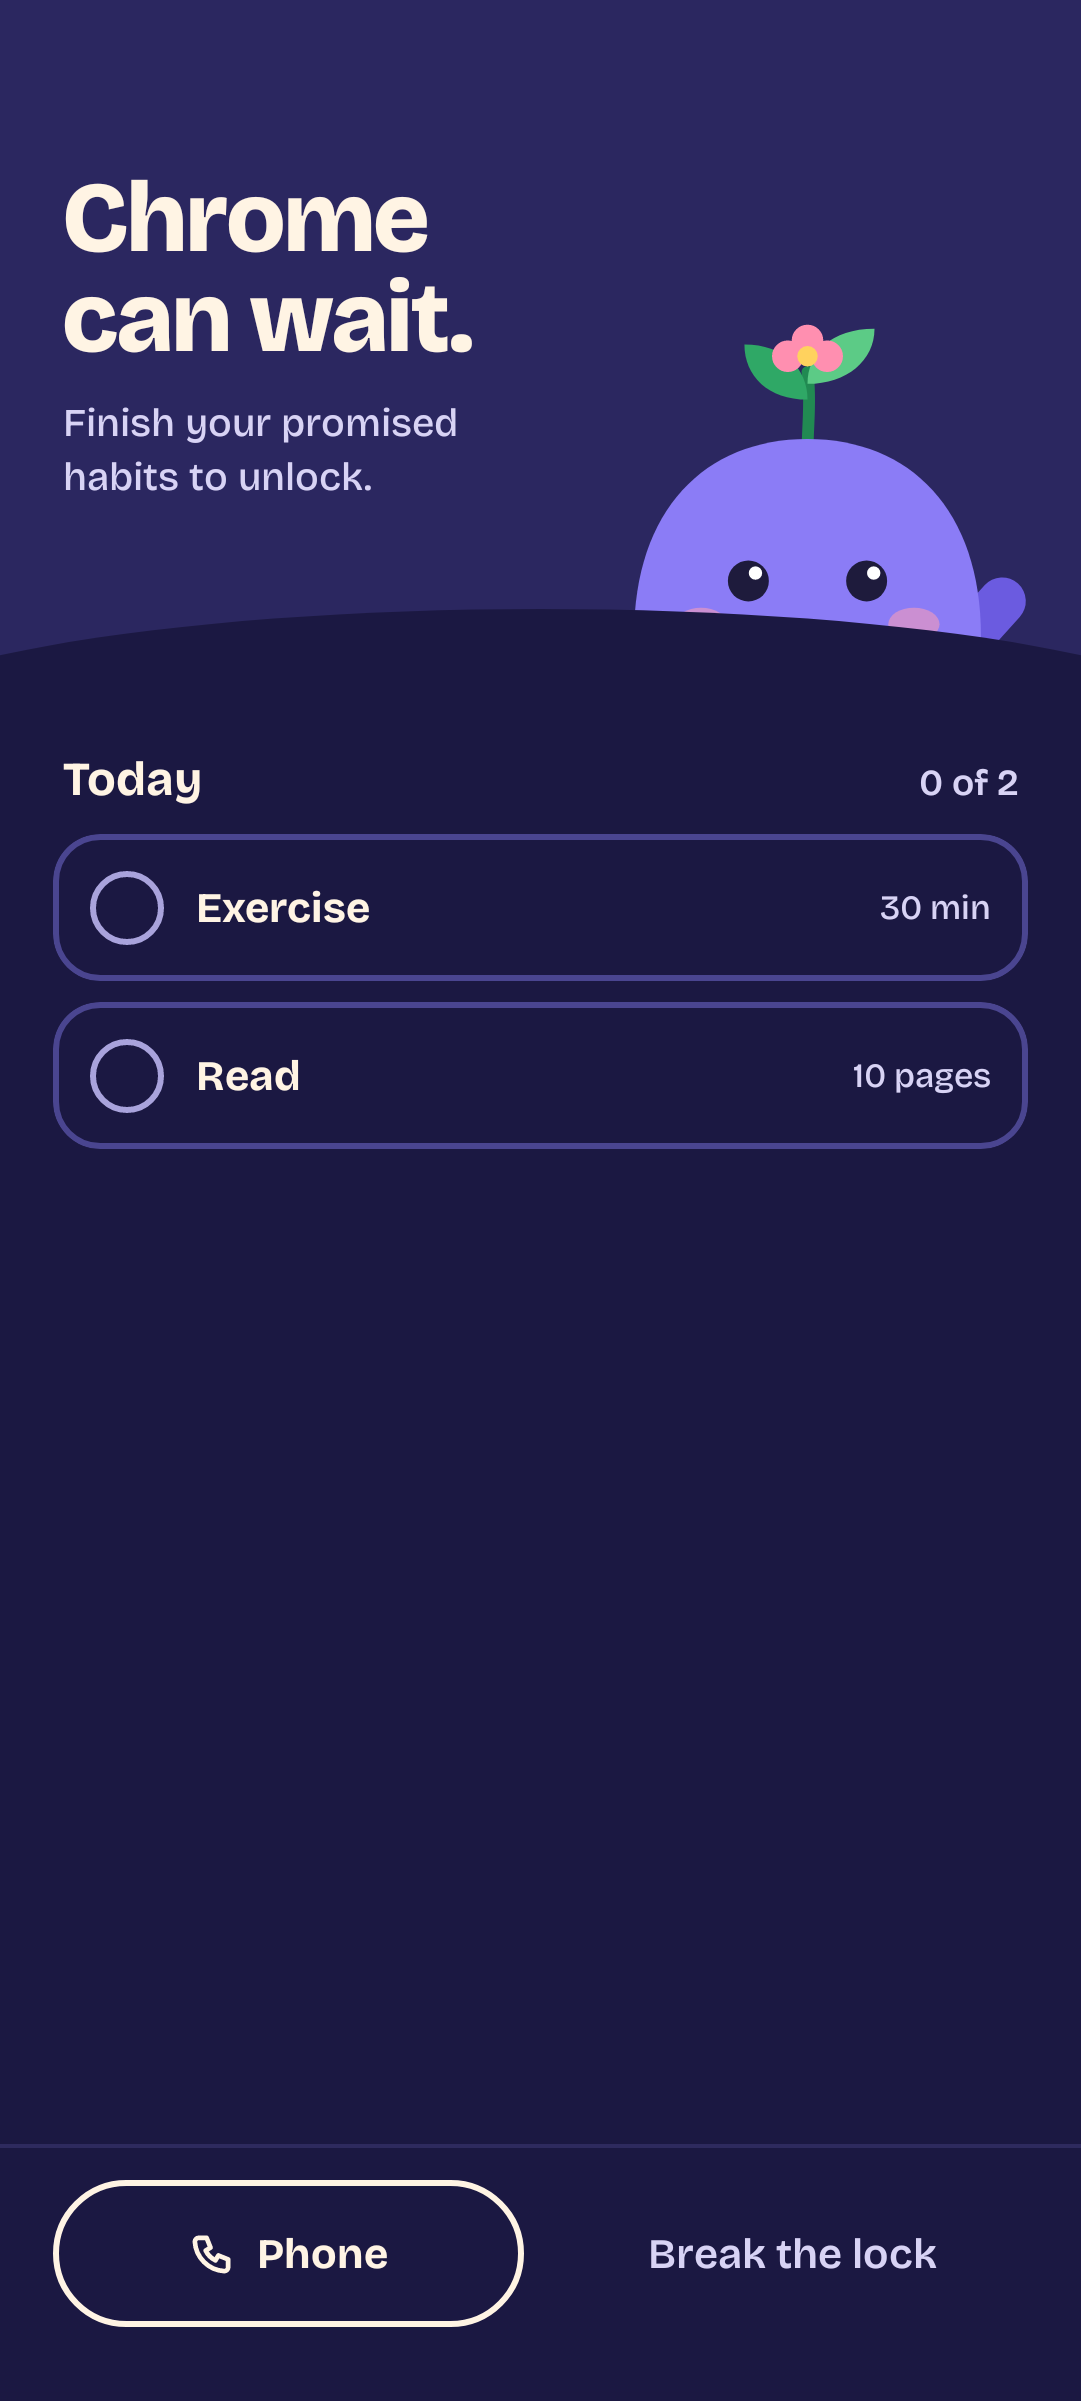 Chrome
can wait.
Finish your promised
habits to unlock.
Today
0 of 2
Exercise
30 min
Read
10 pages
Phone
Break the lock